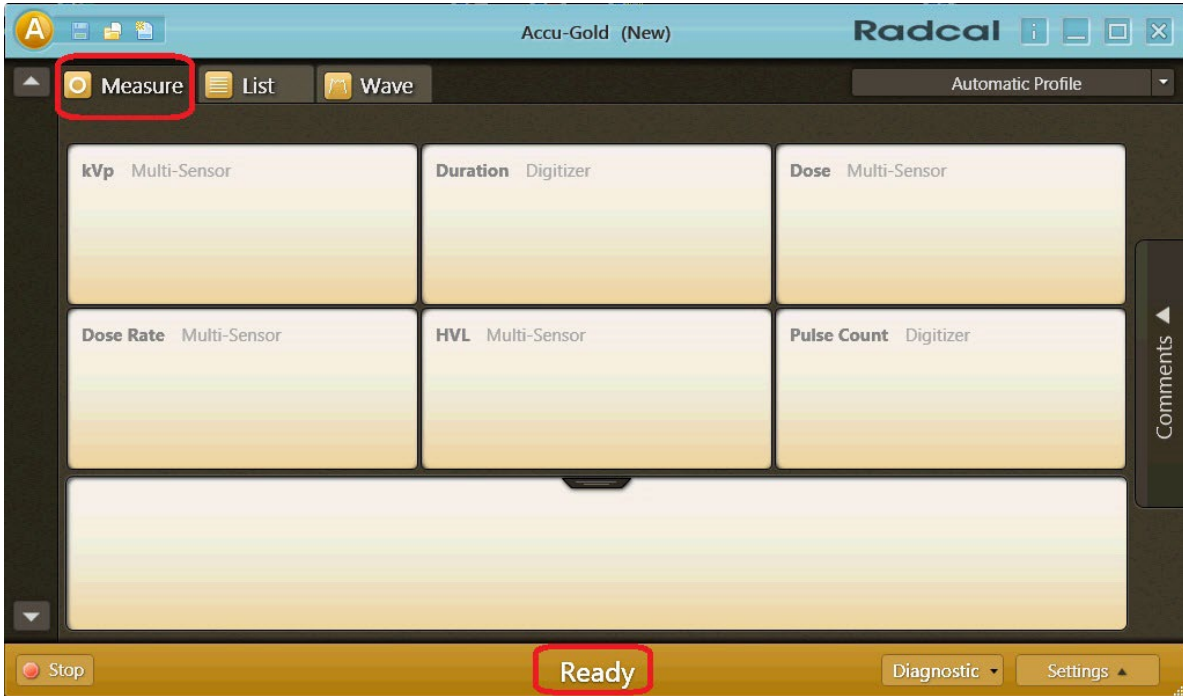 A
Accu-Gold (New)
Radcal
i
Measure
List
Wave
Automatic Profile
kVp Multi-Sensor
Duration Digitizer
Dose Multi-Sensor
Dose Rate Multi-Sensor
HVL Multi-Sensor
Pulse Count Digitizer
Comments
Stop
Ready
Diagnostic
Settings